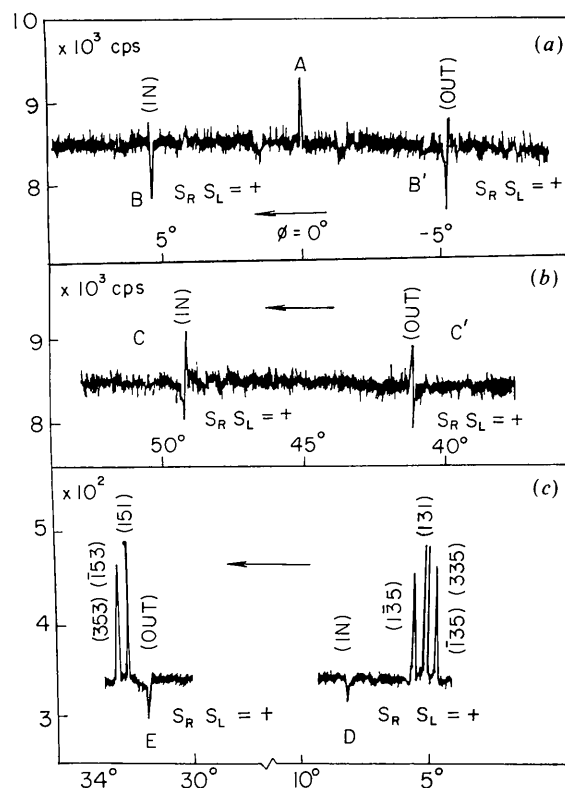 10
× 10³ cps
(a)
A
(IN)
(OUT)
9
8
B
S_R S_L = +
B'
S_R S_L = +
5°
ø = 0°
-5°
× 10³ cps
(b)
(IN)
(OUT)
C
C'
9
8
S_R S_L = +
S_R S_L = +
50°
45°
40°
× 10²
(c)
5
4
3
(353) (1̄53)
(151)
(OUT)
(IN)
(11̄35)
(131)
(1̄35) (335)
S_R S_L = +
S_R S_L = +
E
D
34°
30°
10°
5°